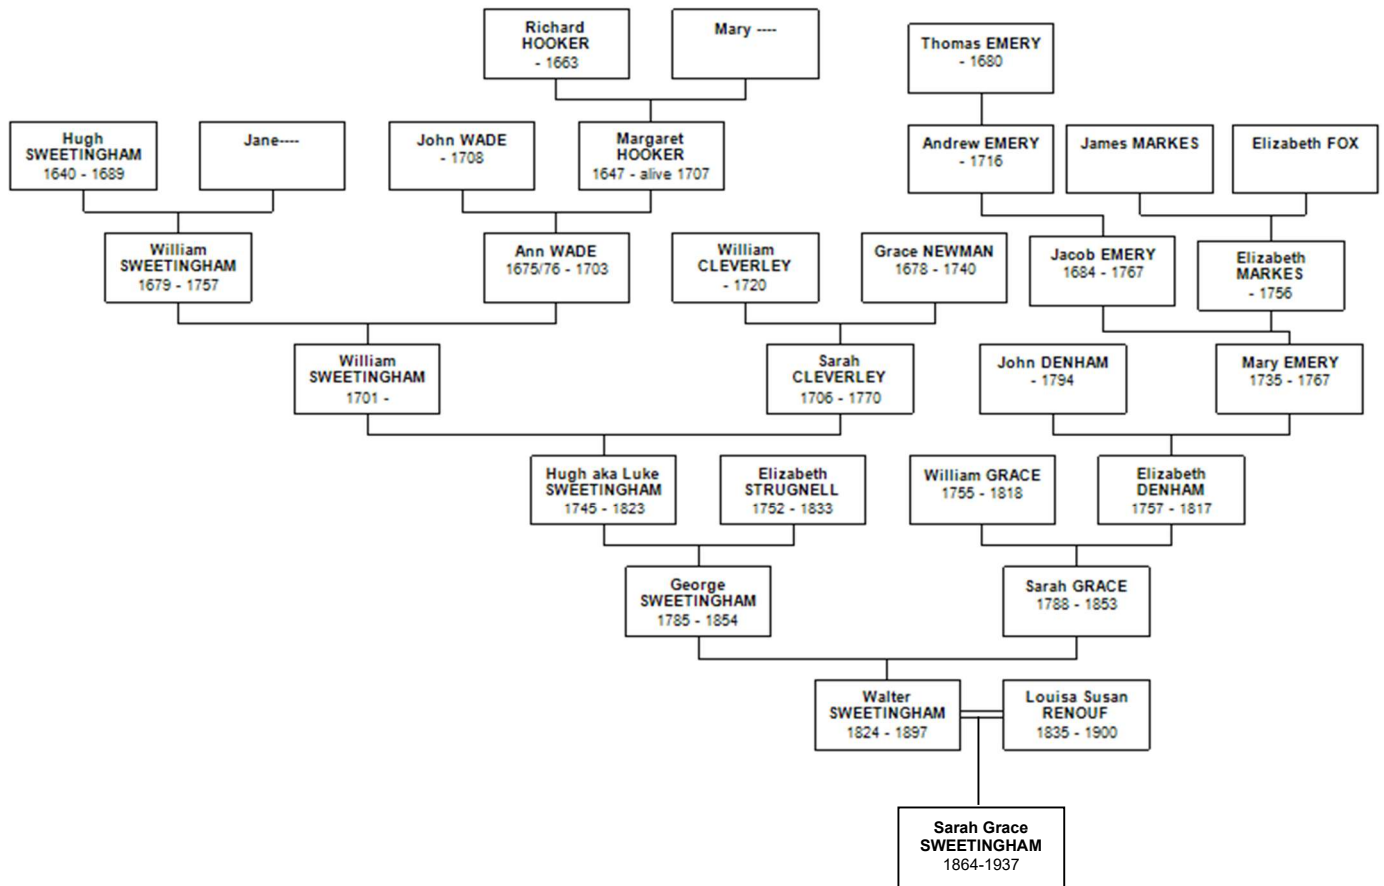 Richard
HOOKER
- 1663
Mary ----
Thomas EMERY
- 1680
Hugh
SWEETINGHAM
1640 - 1689
Jane----
John WADE
- 1708
Margaret
HOOKER
1647 - alive 1707
Andrew EMERY
- 1716
James MARKES
Elizabeth FOX
William
SWEETINGHAM
1679 - 1757
Ann WADE
1675/76 - 1703
William
CLEVERLEY
- 1720
Grace NEWMAN
1678 - 1740
Jacob EMERY
1684 - 1767
Elizabeth
MARKES
- 1756
William
SWEETINGHAM
1701 -
Sarah
CLEVERLEY
1706 - 1770
John DENHAM
- 1794
Mary EMERY
1735 - 1767
Hugh aka Luke
SWEETINGHAM
1745 - 1823
Elizabeth
STRUGNELL
1752 - 1833
William GRACE
1755 - 1818
Elizabeth
DENHAM
1757 - 1817
George
SWEETINGHAM
1785 - 1854
Sarah GRACE
1788 - 1853
Walter
SWEETINGHAM
1824 - 1897
Louisa Susan
RENOUF
1835 - 1900
Sarah Grace
SWEETINGHAM
1864-1937